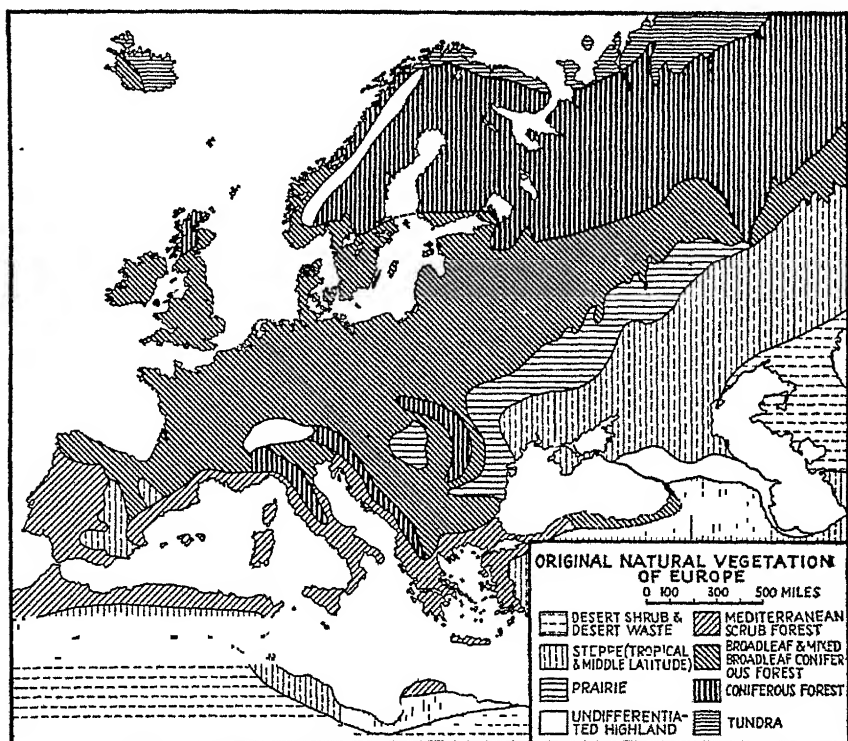 ORIGINAL NATURAL VEGETATION
OF EUROPE
0 100 300 500 MILES
DESERT SHRUB &
DESERT WASTE
STEPPE (TROPICAL
& MIDDLE LATITUDE)
PRAIRIE
UNDIFFERENTIA-
TED HIGHLAND
MEDITERRANEAN
SCRUB FOREST
BROADLEAF & MIXED
BROADLEAF CONIFER-
OUS FOREST
CONIFEROUS FOREST
TUNDRA